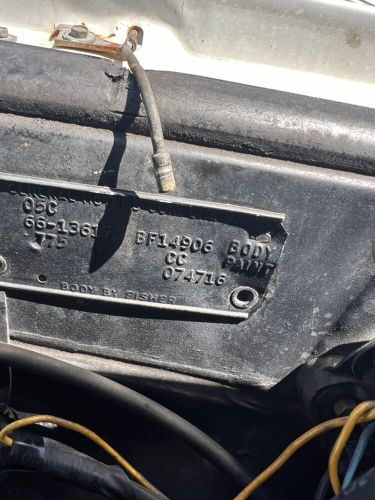 05C
66-13617 BF14906 BODY
775 CC PAINT
074716
BODY BY FISHER